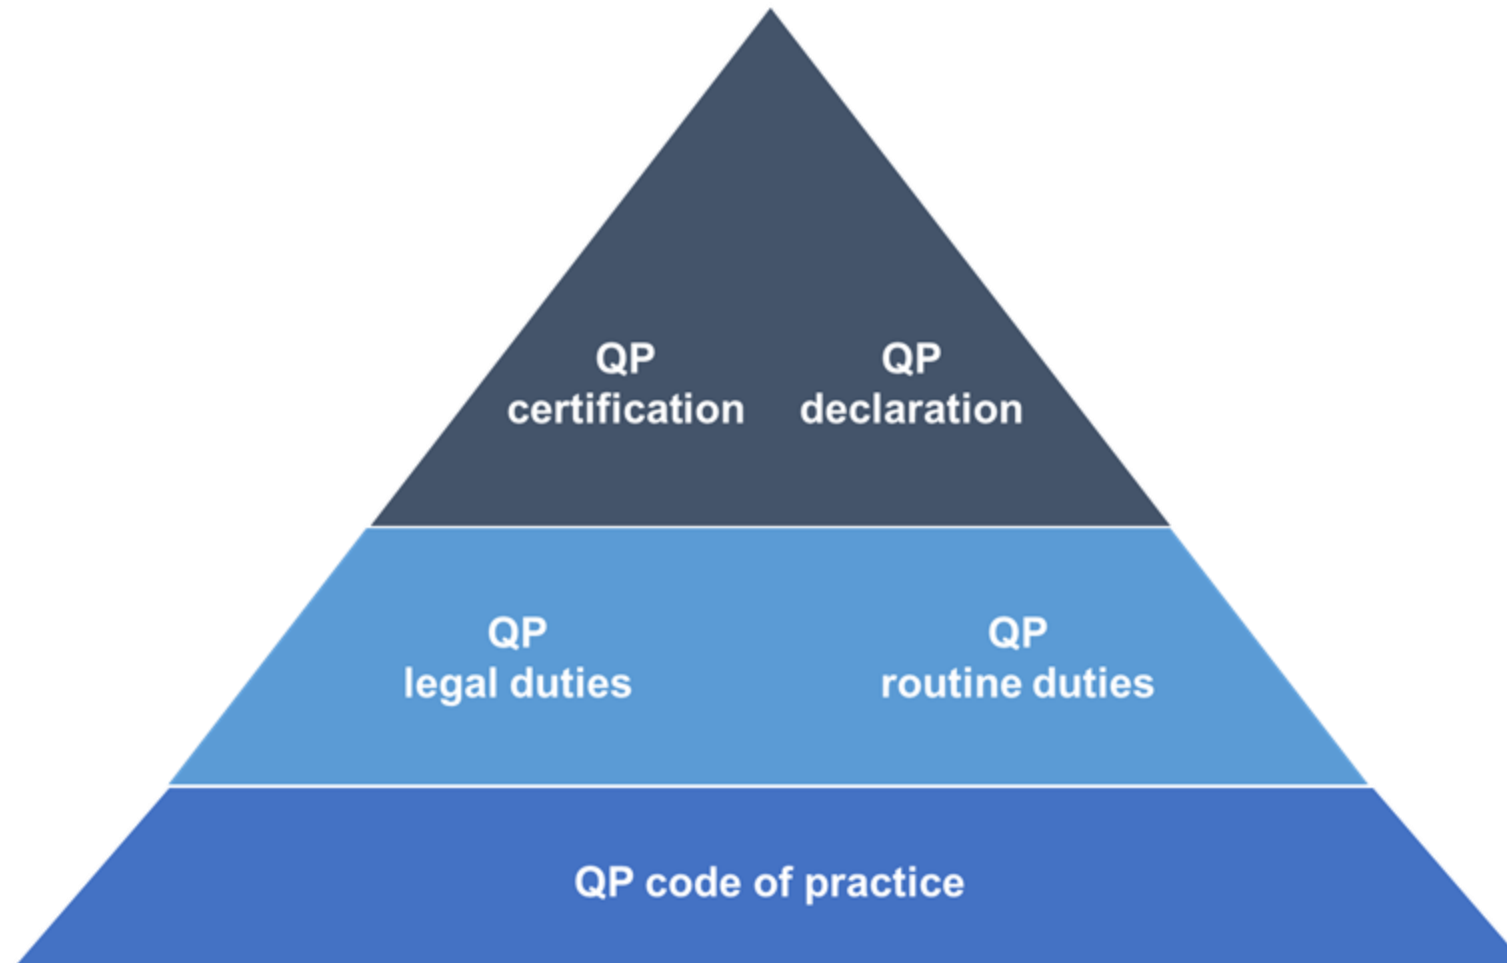 QP
certification
QP
declaration
QP
legal duties
QP
routine duties
QP code of practice